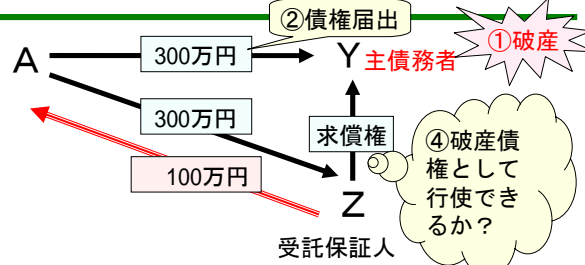 ②債権届出
A
300万円
Y
主債務者
①破産
300万円
求償権
100万円
Z
受託保証人
④破産債
権として
行使でき
るか？